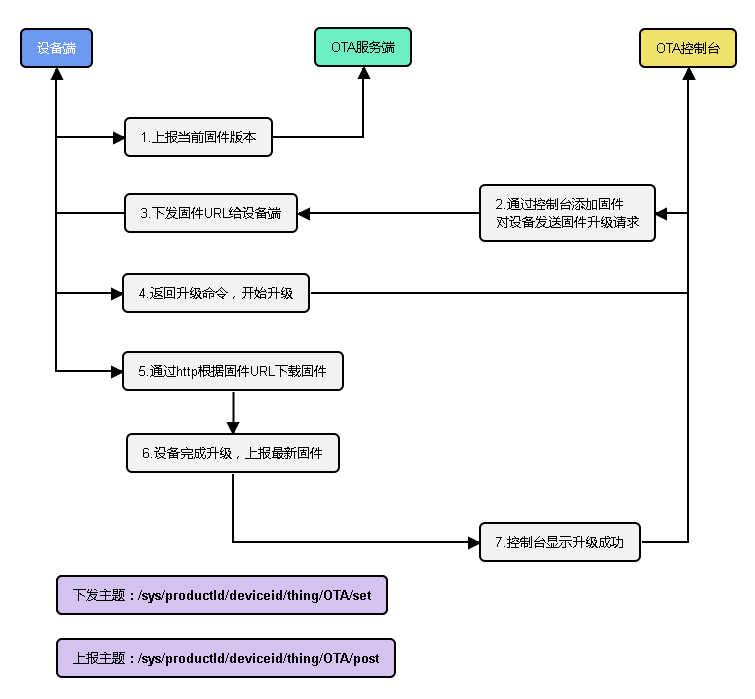 设备端
OTA服务端
OTA控制台
1.上报当前固件版本
2.通过控制台添加固件
对设备发送固件升级请求
3.下发固件URL给设备端
4.返回升级命令，开始升级
5.通过http根据固件URL下载固件
6.设备完成升级，上报最新固件
7.控制台显示升级成功
下发主题：/sys/productId/deviceid/thing/OTA/set
上报主题：/sys/productId/deviceid/thing/OTA/post